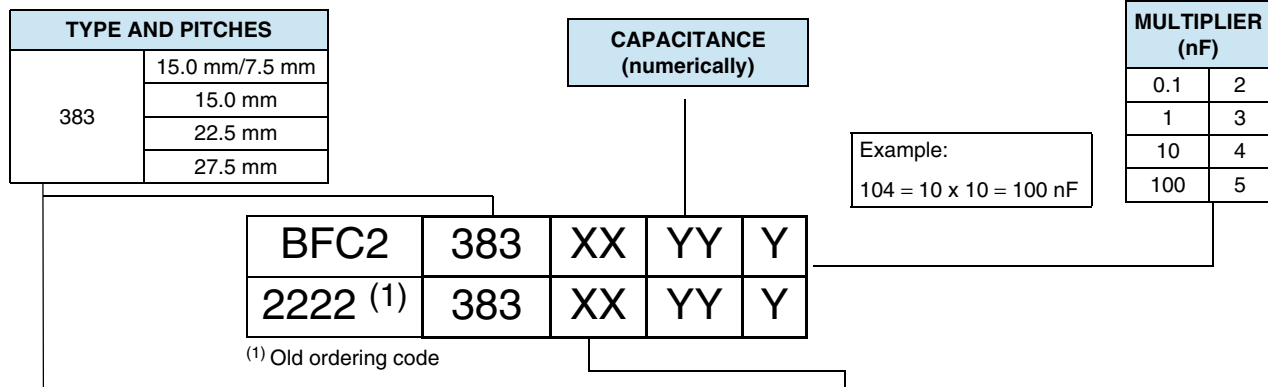 TYPE AND PITCHES
383
15.0 mm/7.5 mm
15.0 mm
22.5 mm
27.5 mm
CAPACITANCE
(numerically)
MULTIPLIER
(nF)
0.1 2
1 3
10 4
100 5
Example:
104 = 10 x 10 = 100 nF
BFC2 383 XX YY Y
2222 (1) 383 XX YY Y
(1) Old ordering code